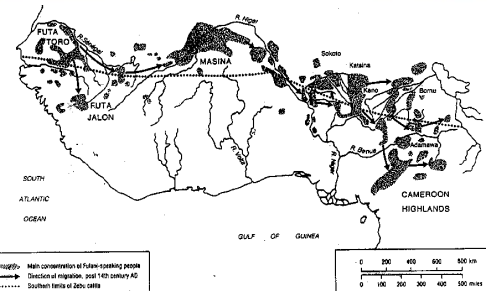 FUTA
TORO
R. Senegal
R. Niger
MASINA
Sokoto
Katsina
Kano
Bornu
FUTA
JALON
R. Volta
R. Niger
R. Benue
Adamawa
SOUTH
ATLANTIC
OCEAN
CAMEROON
HIGHLANDS
GULF OF GUINEA
Main concentration of Fulani-speaking people
Direction of migration, post 14th century AD
Southern limits of Zebu cattle
0 200 400 600 800 km
0 100 200 300 400 500 miles